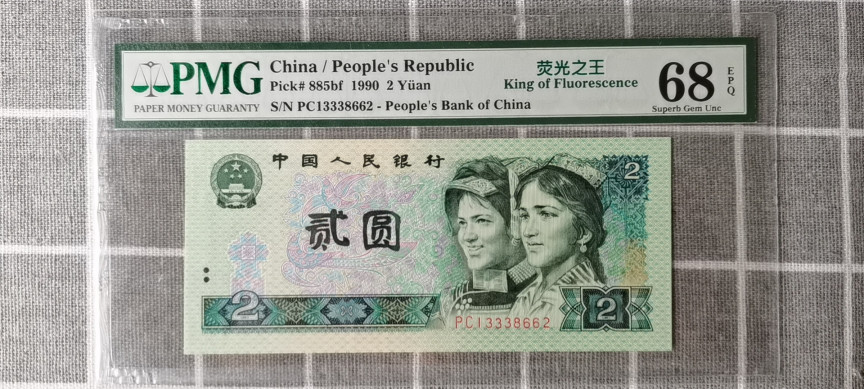 PMG
PAPER MONEY GUARANTY
China / People's Republic
Pick# 885bf 1990 2 Yüan
S/N PC13338662 - People's Bank of China
荧光之王
King of Fluorescence
68
EPQ
Superb Gem Unc
中国人民银行
2
贰圆
2
PC13338662
2